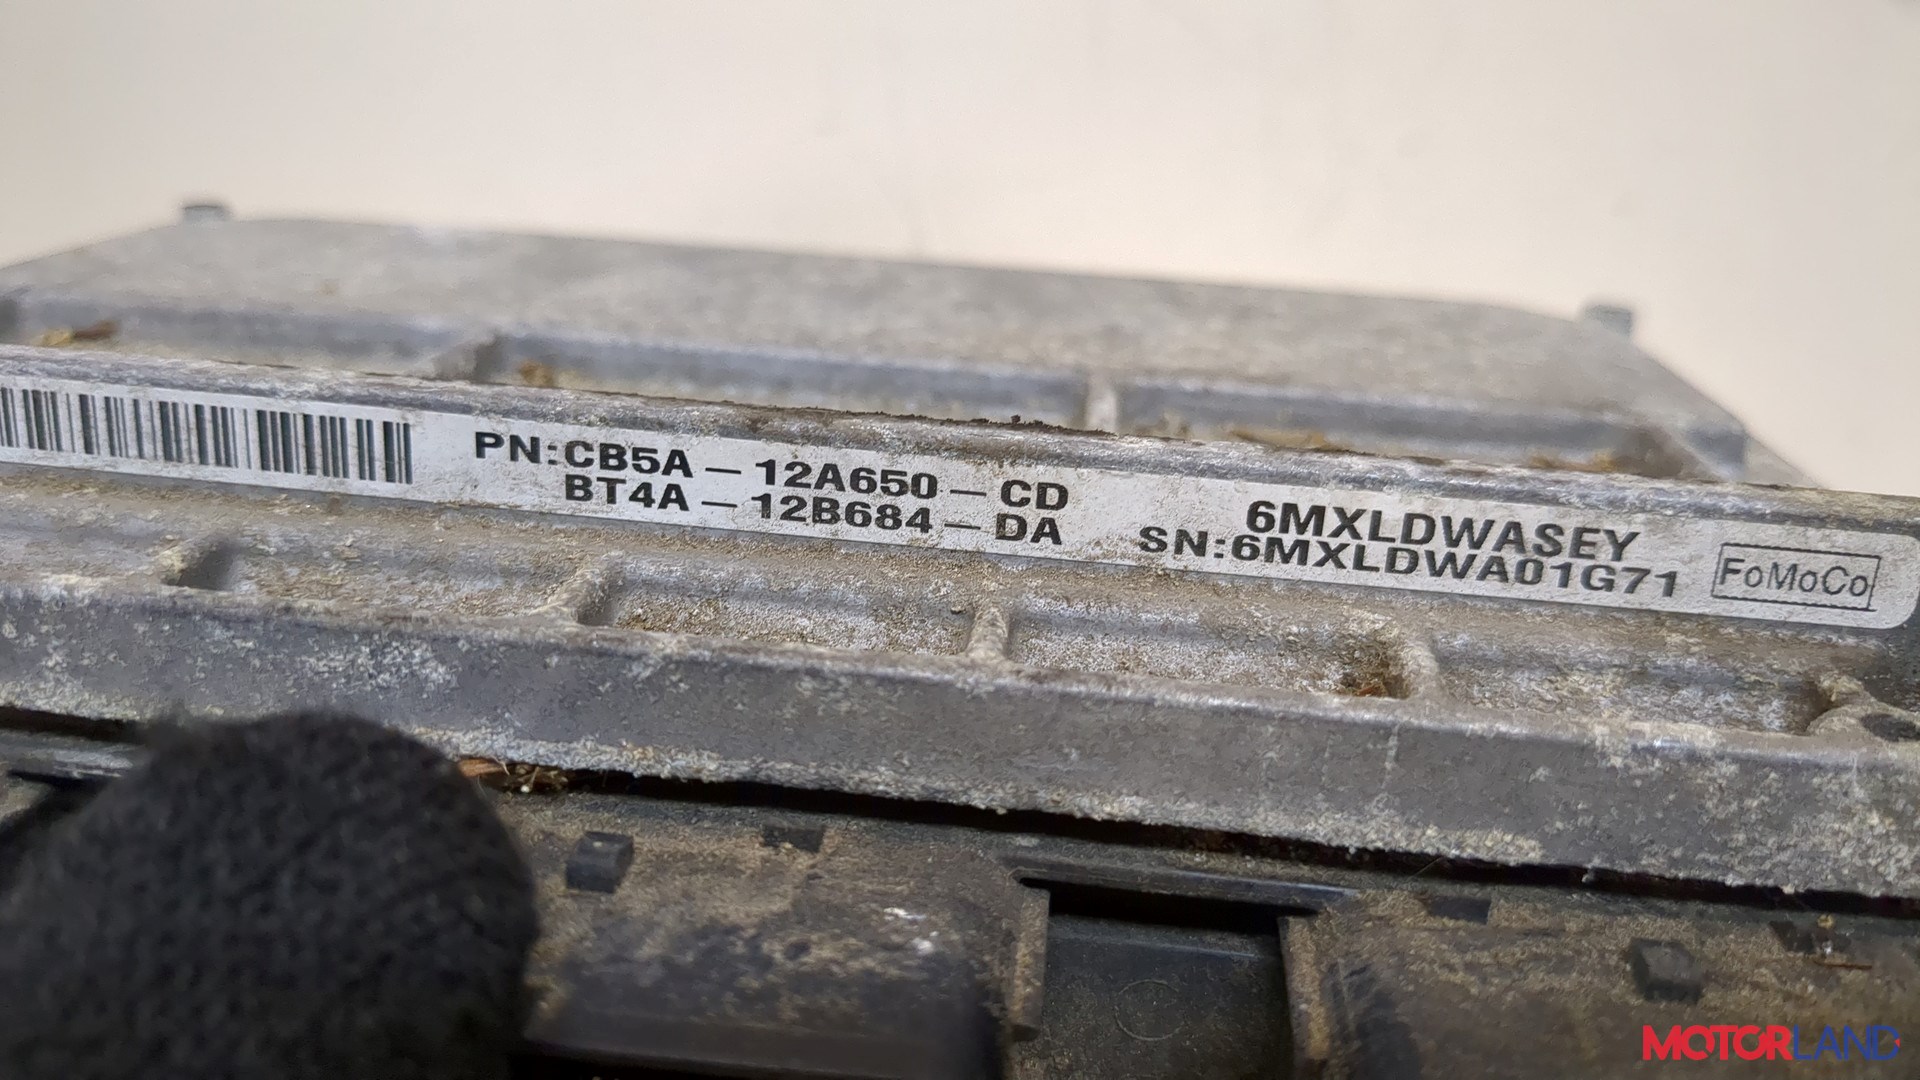 PN:CB5A-12A650-CD
BT4A-12B684-DA
6MXLDWASEY
SN:6MXLDWA01G71
FoMoCo
MOTORLAND